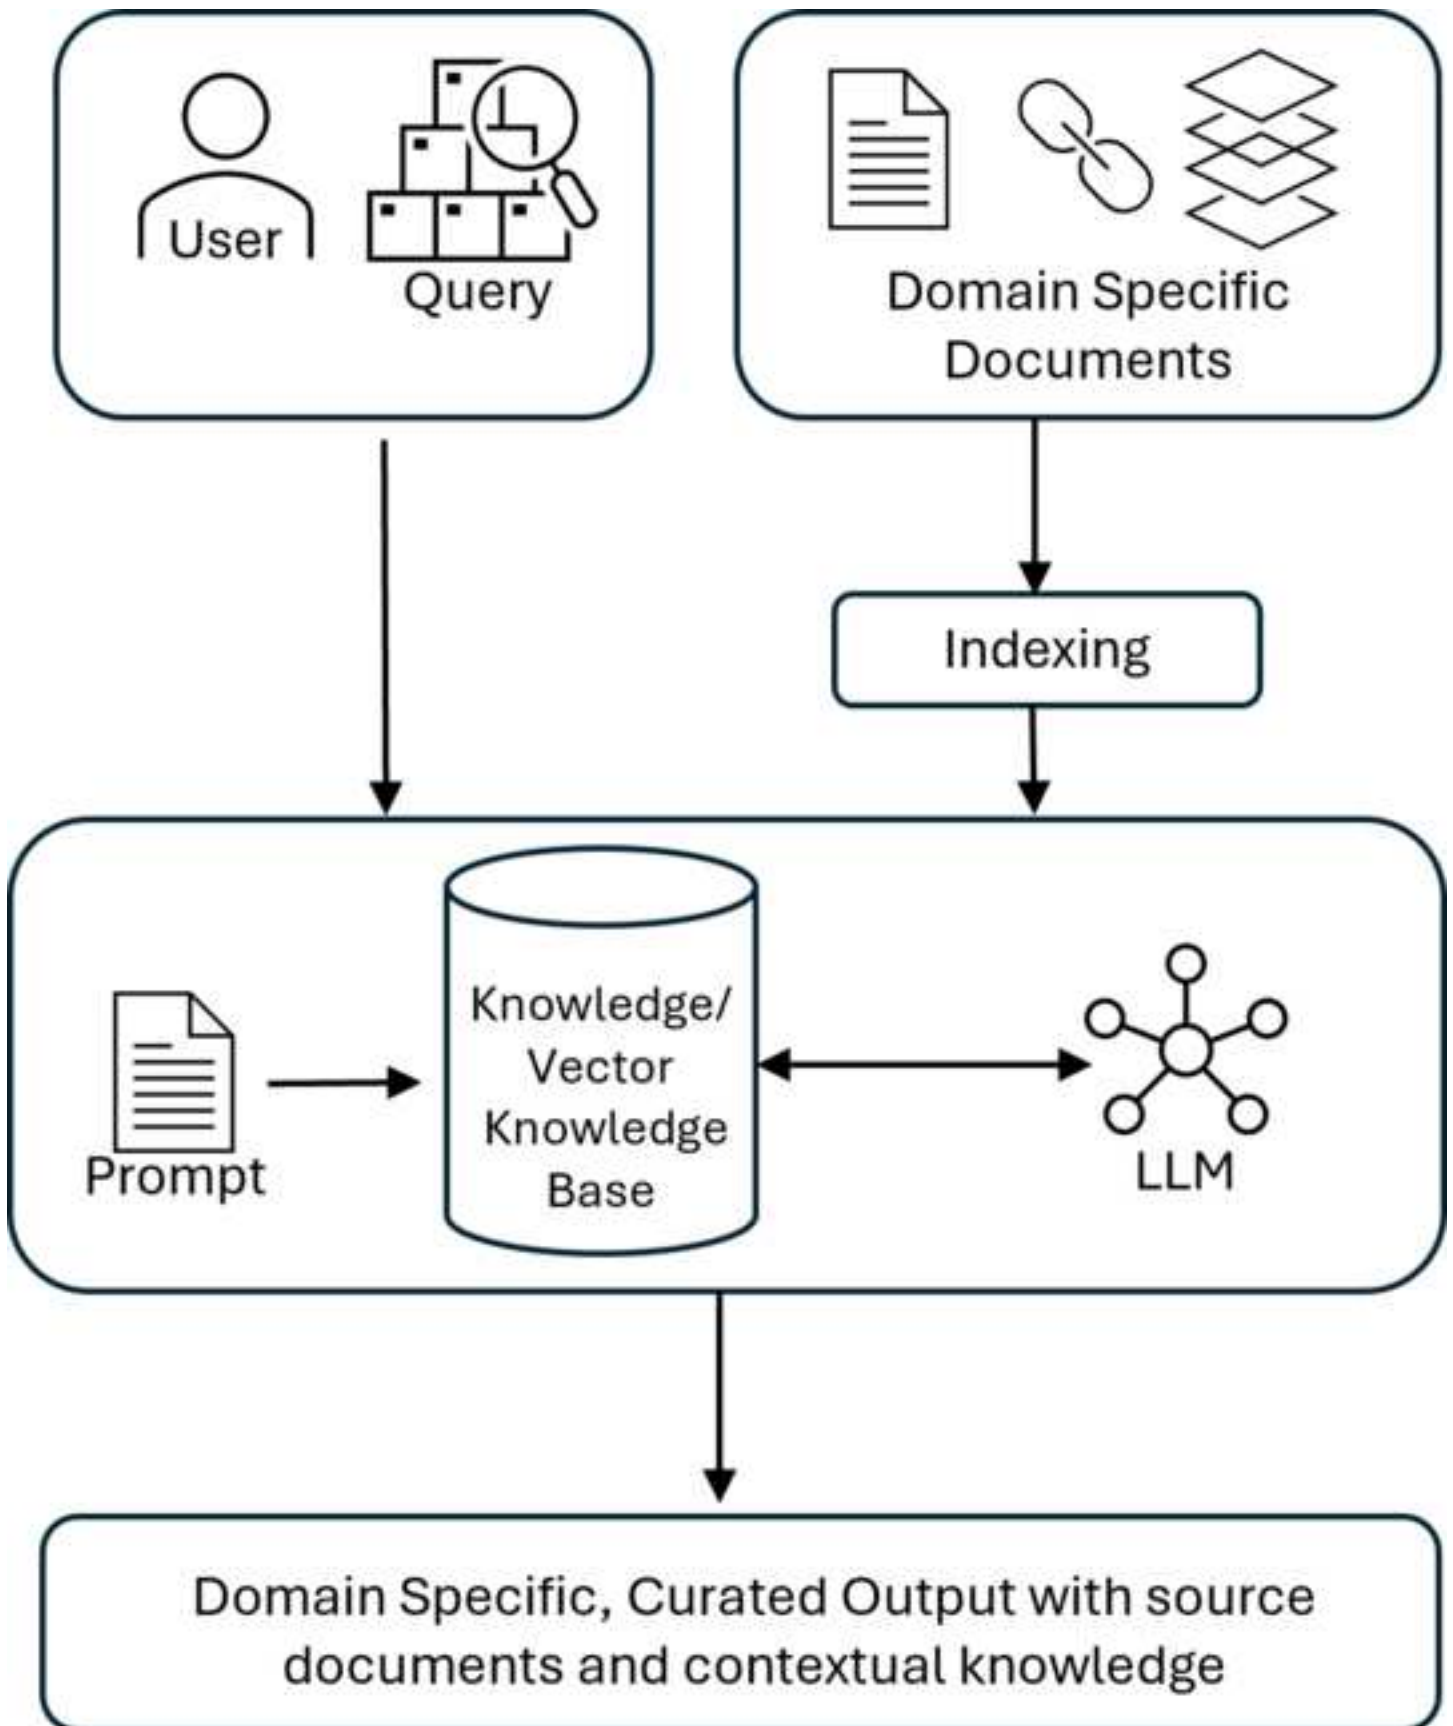 User
Query
Domain Specific
Documents
Indexing
Prompt
Knowledge/
Vector
Knowledge
Base
LLM
Domain Specific, Curated Output with source
documents and contextual knowledge